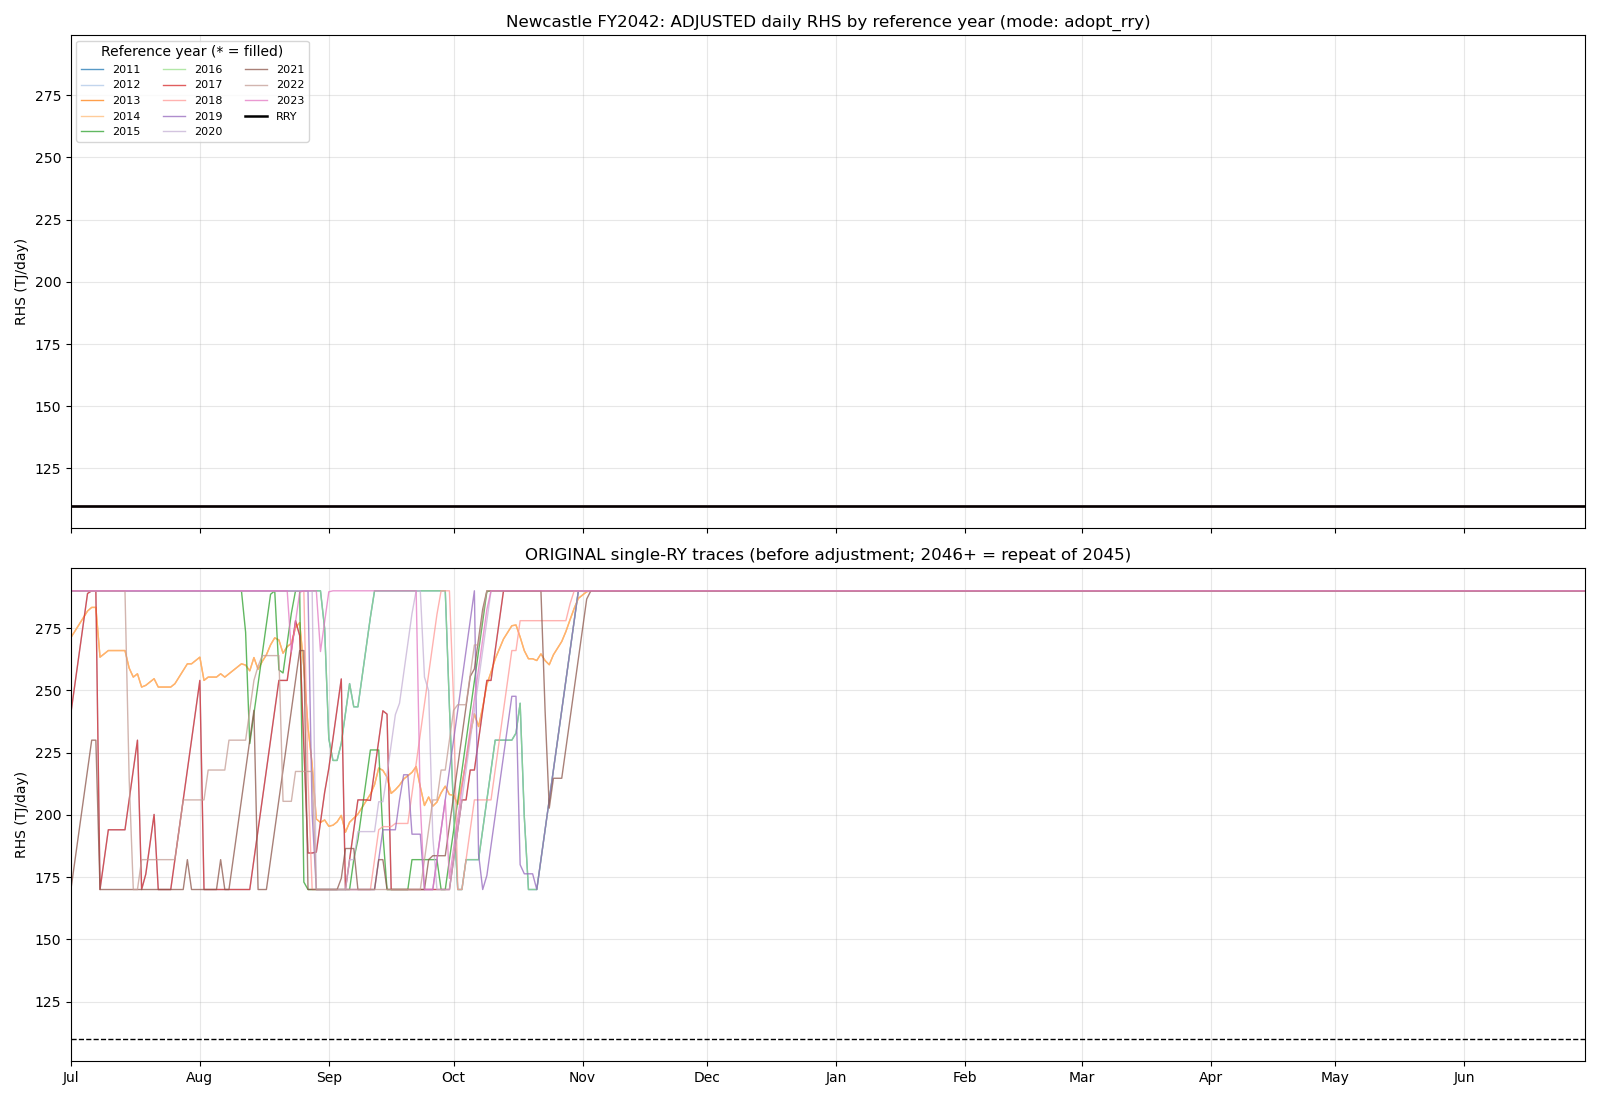 Newcastle FY2042: ADJUSTED daily RHS by reference year (mode: adopt_rry)
Reference year (* = filled)
2011 2016 2021
2012 2017 2022
2013 2018 2023
2014 2019 RRY
2015 2020
RHS (TJ/day)
275
250
225
200
175
150
125
ORIGINAL single-RY traces (before adjustment; 2046+ = repeat of 2045)
RHS (TJ/day)
275
250
225
200
175
150
125
Jul Aug Sep Oct Nov Dec Jan Feb Mar Apr May Jun